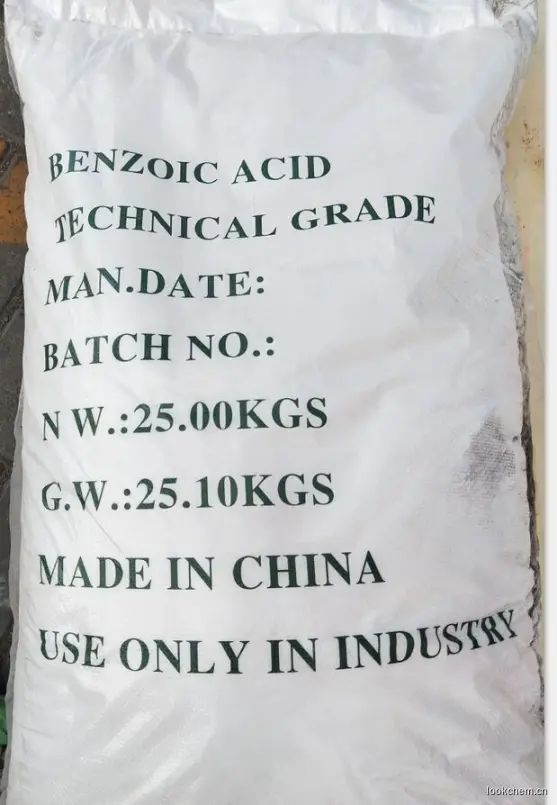 BENZOIC ACID
TECHNICAL GRADE
MAN.DATE:
BATCH NO.:
N W.:25.00KGS
G.W.:25.10KGS
MADE IN CHINA
USE ONLY IN INDUSTRY
lookchem.cn